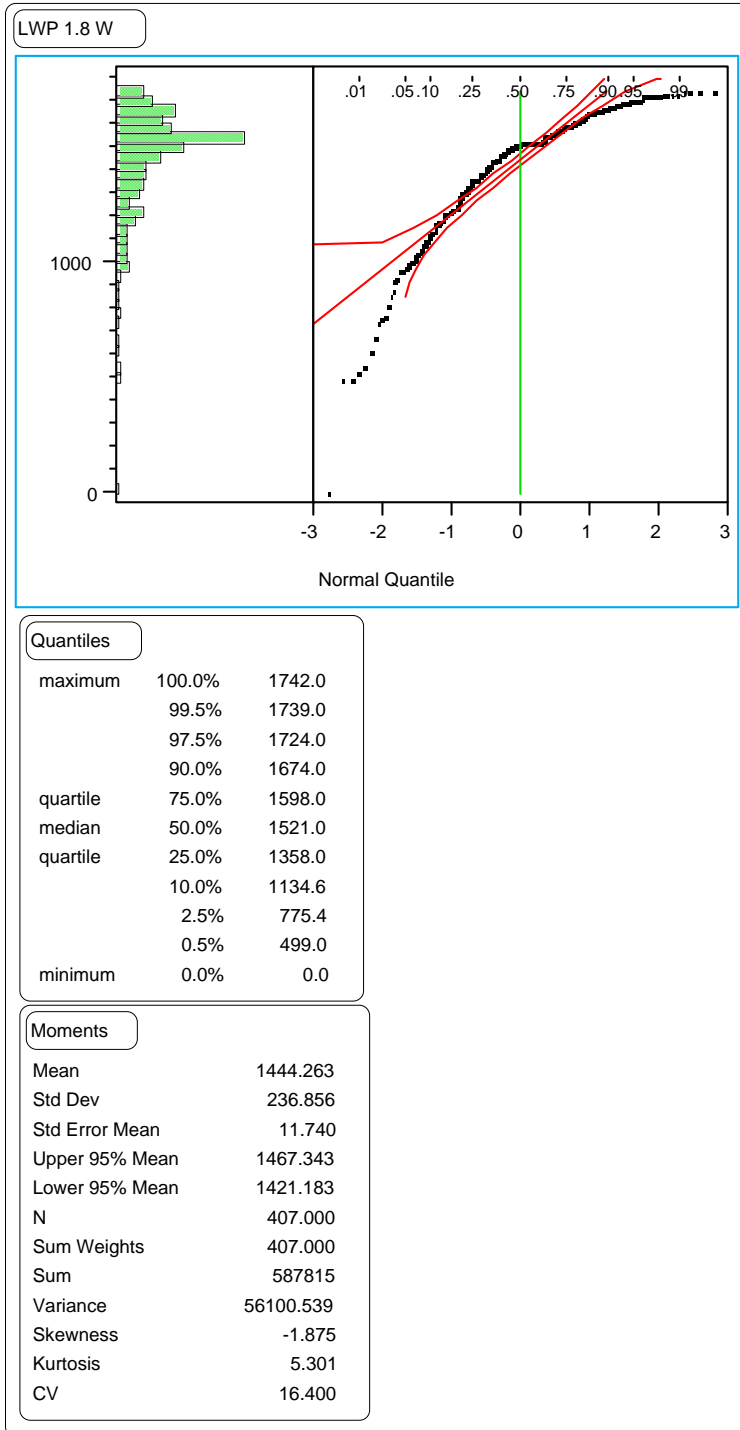 LWP 1.8 W
.01 .05 .10 .25 .50 .75 .90 .95 .99
1000
0
-3 -2 -1 0 1 2 3
Normal Quantile
Quantiles
maximum 100.0% 1742.0
99.5% 1739.0
97.5% 1724.0
90.0% 1674.0
quartile 75.0% 1598.0
median 50.0% 1521.0
quartile 25.0% 1358.0
10.0% 1134.6
2.5% 775.4
0.5% 499.0
minimum 0.0% 0.0
Moments
Mean 1444.263
Std Dev 236.856
Std Error Mean 11.740
Upper 95% Mean 1467.343
Lower 95% Mean 1421.183
N 407.000
Sum Weights 407.000
Sum 587815
Variance 56100.539
Skewness -1.875
Kurtosis 5.301
CV 16.400